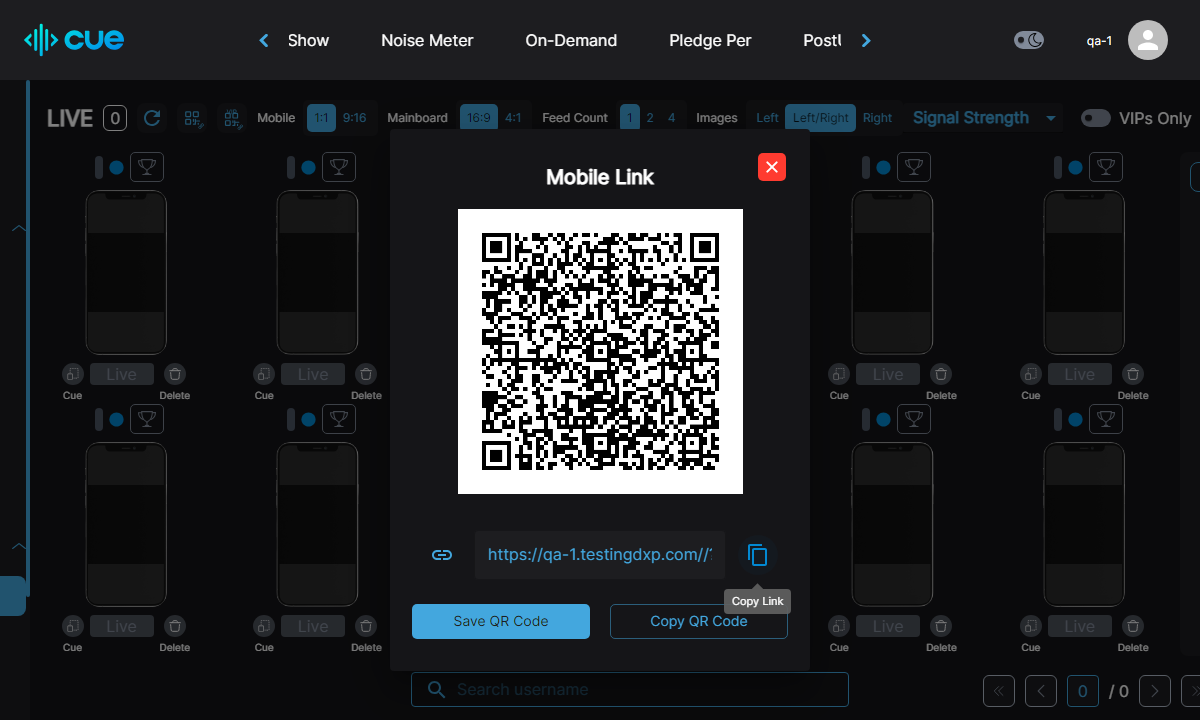 cue
Show
Noise Meter
On-Demand
Pledge Per
PostU
qa-1
LIVE 0
Mobile 1:1 9:16 Mainboard 16:9 4:1 Feed Count 1 2 4 Images Left Left/Right Right Signal Strength VIPs Only
Mobile Link
Live Live Live Live
Cue Delete Cue Delete Cue Delete Cue Delete
https://qa-1.testingdxp.com//?
Copy Link
Save QR Code Copy QR Code
Live Live Live Live
Cue Delete Cue Delete Cue Delete Cue Delete
Search username
0 / 0